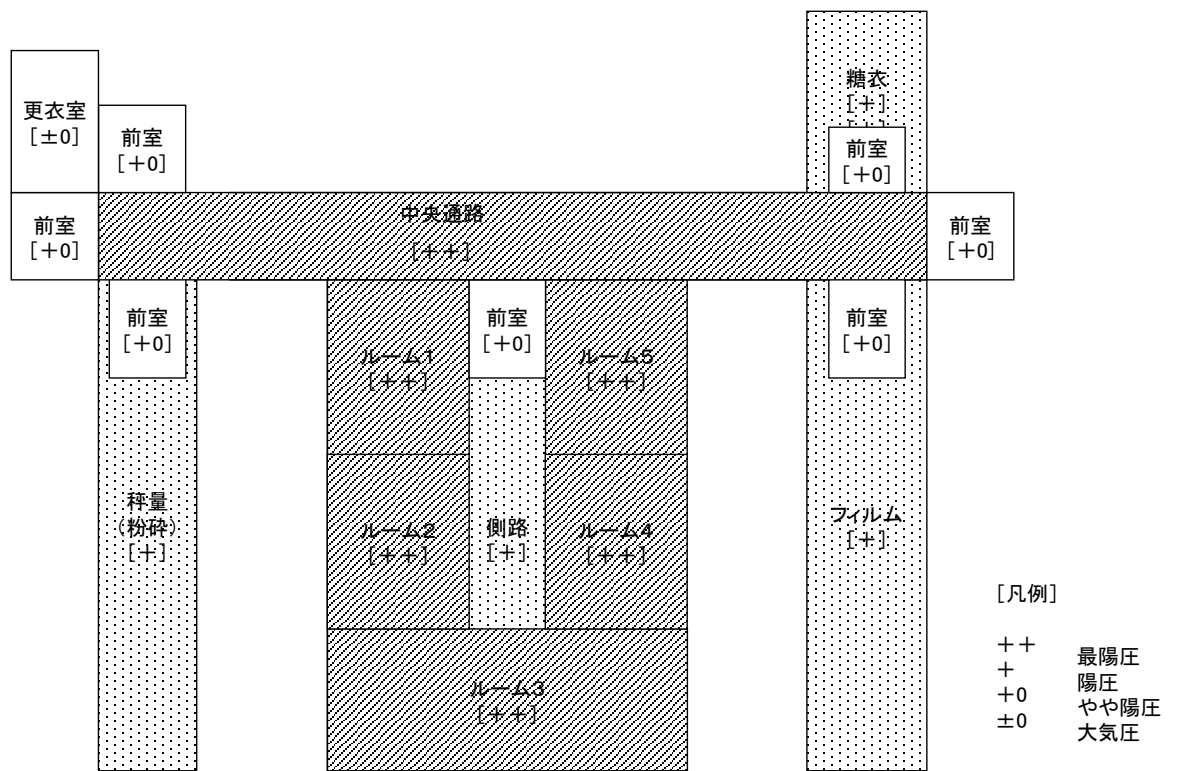 糖衣
[+]
[+]
更衣室
[±0]
前室
[+0]
前室
[+0]
前室
[+0]
中央通路
[++]
前室
[+0]
前室
[+0]
前室
[+0]
前室
[+0]
ルーム1
[++]
ルーム5
[++]
秤量
(粉砕)
[+]
ルーム2
[++]
側路
[+]
ルーム4
[++]
フィルム
[+]
ルーム3
[++]
[凡例]
++ 最陽圧
+ 陽圧
+0 やや陽圧
±0 大気圧